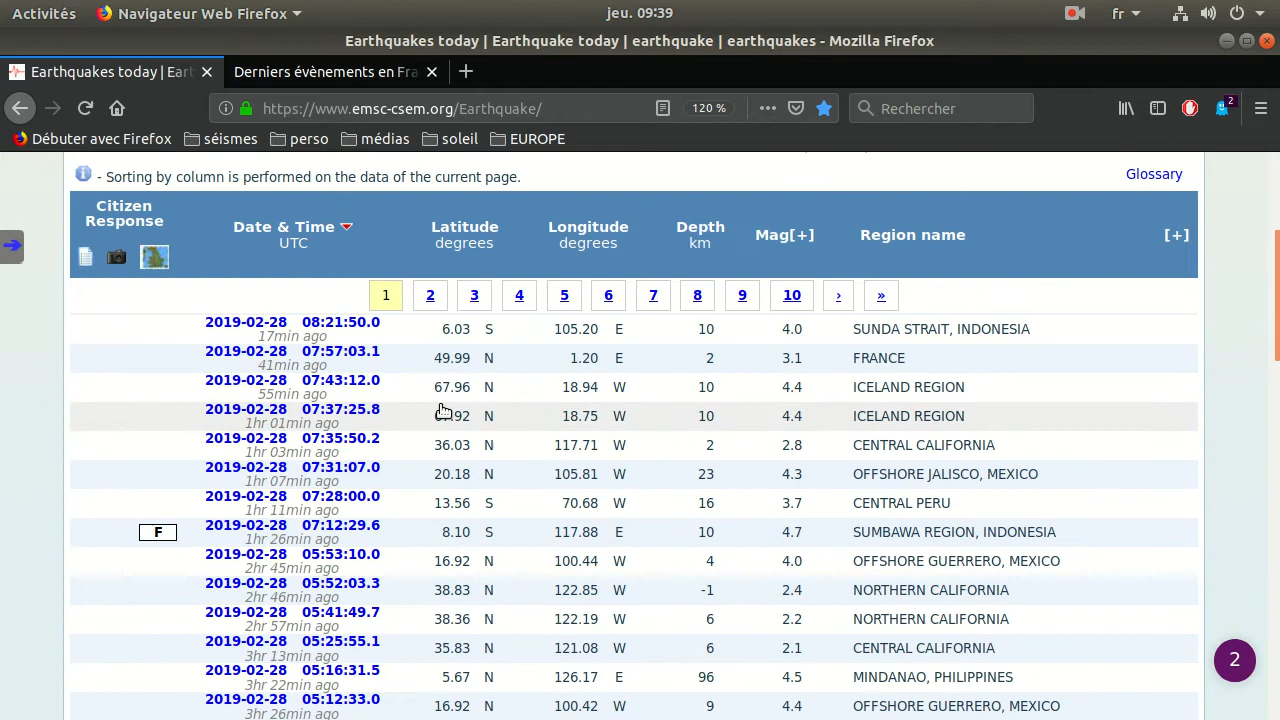 Activités Navigateur Web Firefox jeu. 09:39 fr
Earthquakes today | Earthquake today | earthquake | earthquakes - Mozilla Firefox
Earthquakes today | Eart Derniers évènements en Fra
https://www.emsc-csem.org/Earthquake/ 120 % Rechercher 2
Débuter avec Firefox séismes perso médias soleil EUROPE
- Sorting by column is performed on the data of the current page. Glossary
Citizen Response Date & Time UTC Latitude degrees Longitude degrees Depth km Mag[+] Region name [+]
1 2 3 4 5 6 7 8 9 10 › »
2019-02-28 08:21:50.0 17min ago 6.03 S 105.20 E 10 4.0 SUNDA STRAIT, INDONESIA
2019-02-28 07:57:03.1 41min ago 49.99 N 1.20 E 2 3.1 FRANCE
2019-02-28 07:43:12.0 55min ago 67.96 N 18.94 W 10 4.4 ICELAND REGION
2019-02-28 07:37:25.8 1hr 01min ago .92 N 18.75 W 10 4.4 ICELAND REGION
2019-02-28 07:35:50.2 1hr 03min ago 36.03 N 117.71 W 2 2.8 CENTRAL CALIFORNIA
2019-02-28 07:31:07.0 1hr 07min ago 20.18 N 105.81 W 23 4.3 OFFSHORE JALISCO, MEXICO
2019-02-28 07:28:00.0 1hr 11min ago 13.56 S 70.68 W 16 3.7 CENTRAL PERU
F 2019-02-28 07:12:29.6 1hr 26min ago 8.10 S 117.88 E 10 4.7 SUMBAWA REGION, INDONESIA
2019-02-28 05:53:10.0 2hr 45min ago 16.92 N 100.44 W 4 4.0 OFFSHORE GUERRERO, MEXICO
2019-02-28 05:52:03.3 2hr 46min ago 38.83 N 122.85 W -1 2.4 NORTHERN CALIFORNIA
2019-02-28 05:41:49.7 2hr 57min ago 38.36 N 122.19 W 6 2.2 NORTHERN CALIFORNIA
2019-02-28 05:25:55.1 3hr 13min ago 35.83 N 121.08 W 6 2.1 CENTRAL CALIFORNIA
2019-02-28 05:16:31.5 3hr 22min ago 5.67 N 126.17 E 96 4.5 MINDANAO, PHILIPPINES
2019-02-28 05:12:33.0 3hr 26min ago 16.92 N 100.42 W 9 4.4 OFFSHORE GUERRERO, MEXICO
2